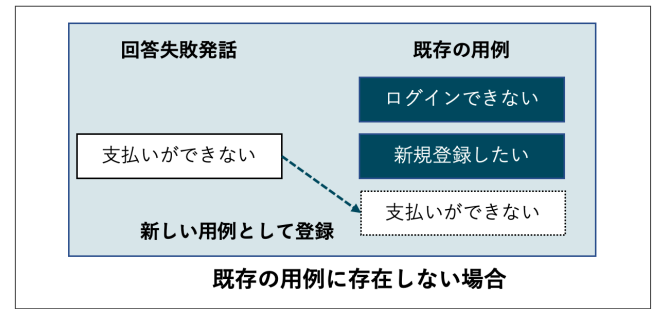 回答失敗発話
既存の用例
ログインできない
支払いができない
新規登録したい
支払いができない
新しい用例として登録
既存の用例に存在しない場合